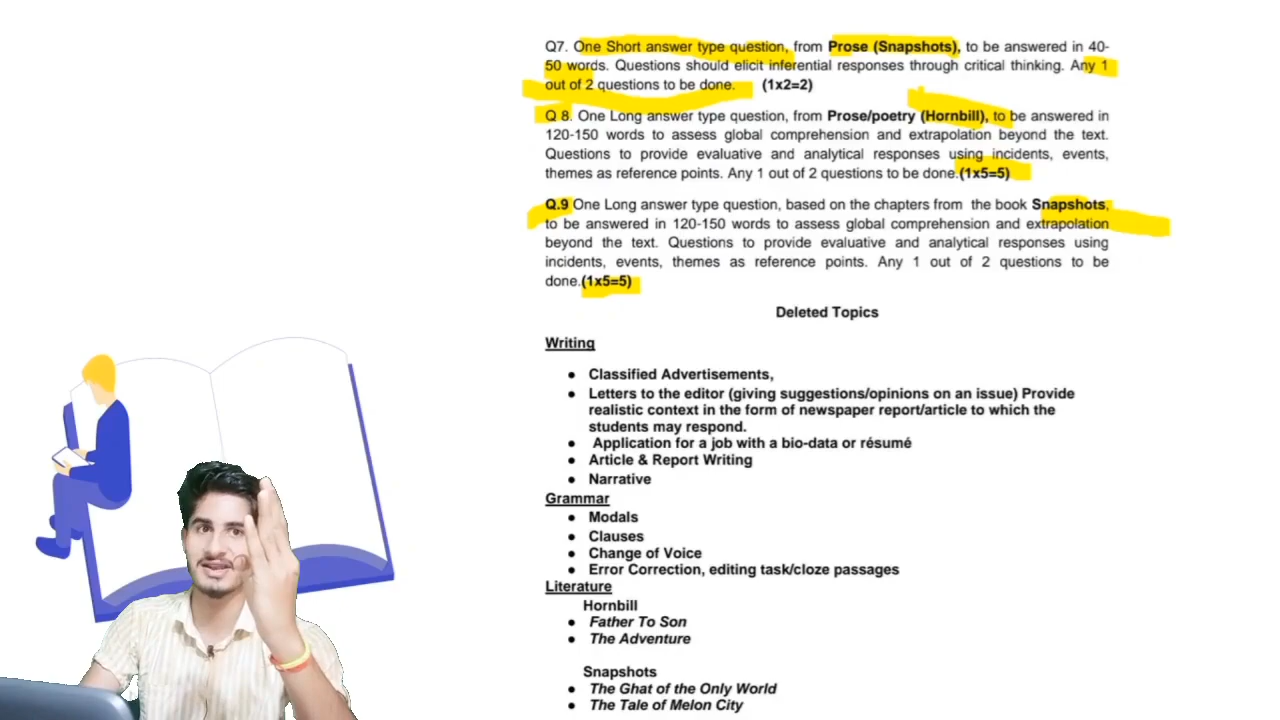 Q7. One Short answer type question, from Prose (Snapshots), to be answered in 40-
50 words. Questions should elicit inferential responses through critical thinking. Any 1
out of 2 questions to be done. (1x2=2)
Q 8. One Long answer type question, from Prose/poetry (Hornbill), to be answered in
120-150 words to assess global comprehension and extrapolation beyond the text.
Questions to provide evaluative and analytical responses using incidents, events,
themes as reference points. Any 1 out of 2 questions to be done.(1x5=5)
Q.9 One Long answer type question, based on the chapters from the book Snapshots,
to be answered in 120-150 words to assess global comprehension and extrapolation
beyond the text. Questions to provide evaluative and analytical responses using
incidents, events, themes as reference points. Any 1 out of 2 questions to be
done.(1x5=5)
Deleted Topics
Writing
● Classified Advertisements,
● Letters to the editor (giving suggestions/opinions on an issue) Provide
realistic context in the form of newspaper report/article to which the
students may respond.
● Application for a job with a bio-data or résumé
● Article & Report Writing
● Narrative
Grammar
● Modals
● Clauses
● Change of Voice
● Error Correction, editing task/cloze passages
Literature
Hornbill
● Father To Son
● The Adventure
Snapshots
● The Ghat of the Only World
● The Tale of Melon City